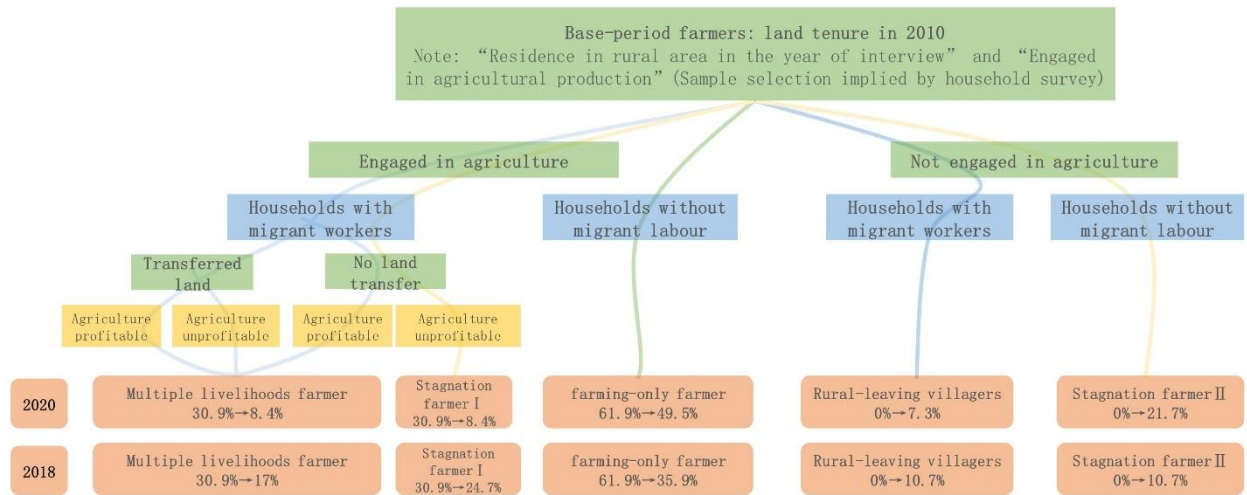 Base-period farmers: land tenure in 2010
Note: “Residence in rural area in the year of interview” and “Engaged
in agricultural production” (Sample selection implied by household survey)
Engaged in agriculture
Not engaged in agriculture
Households with
migrant workers
Households without
migrant labour
Households with
migrant workers
Households without
migrant labour
Transferred
land
No land
transfer
Agriculture
profitable
Agriculture
unprofitable
Agriculture
profitable
Agriculture
unprofitable
2020
Multiple livelihoods farmer
30.9%→8.4%
Stagnation
farmer Ⅰ
30.9%→8.4%
farming-only farmer
61.9%→49.5%
Rural-leaving villagers
0%→7.3%
Stagnation farmer Ⅱ
0%→21.7%
2018
Multiple livelihoods farmer
30.9%→17%
Stagnation
farmer Ⅰ
30.9%→24.7%
farming-only farmer
61.9%→35.9%
Rural-leaving villagers
0%→10.7%
Stagnation farmer Ⅱ
0%→10.7%